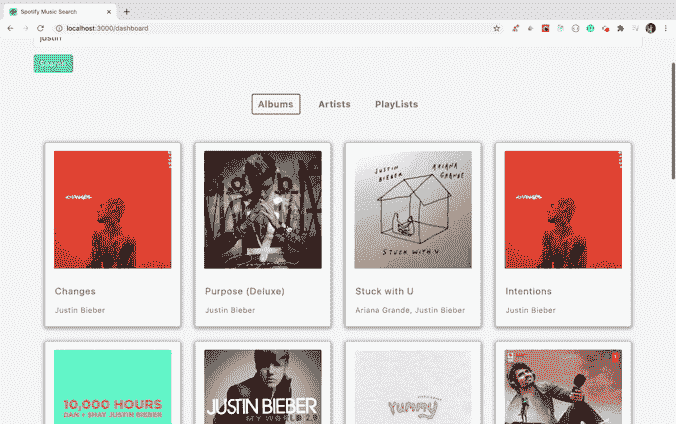 Spotify Music Search
localhost:3000/dashboard
justin
Search
Albums Artists PlayLists
CHANGES
JUSTIN BIEBER ARIANA GRANDE
STUCK WITH U
CHANGES
Changes
Justin Bieber
Purpose (Deluxe)
Justin Bieber
Stuck with U
Ariana Grande, Justin Bieber
Intentions
Justin Bieber
10,000 HOURS
DAN + SHAY JUSTIN BIEBER
JUSTIN BIEBER
MY WORLD 2.0
YUMMY